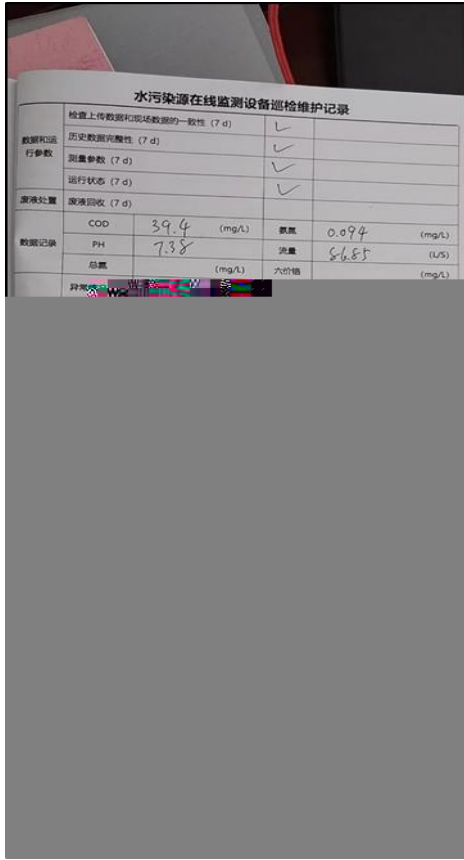 水污染源在线监测设备巡检维护记录
数据和运行参数 检查上传数据和现场数据的一致性 (7 d) ✓
历史数据完整性 (7 d) ✓
测量参数 (7 d) ✓
运行状态 (7 d) ✓
废液处置 废液回收 (7 d)
数据记录 COD 39.4 (mg/L) 氨氮 0.094 (mg/L)
PH 7.38 流量 86.85 (L/S)
总氮 (mg/L) 六价铬 (mg/L)
异常